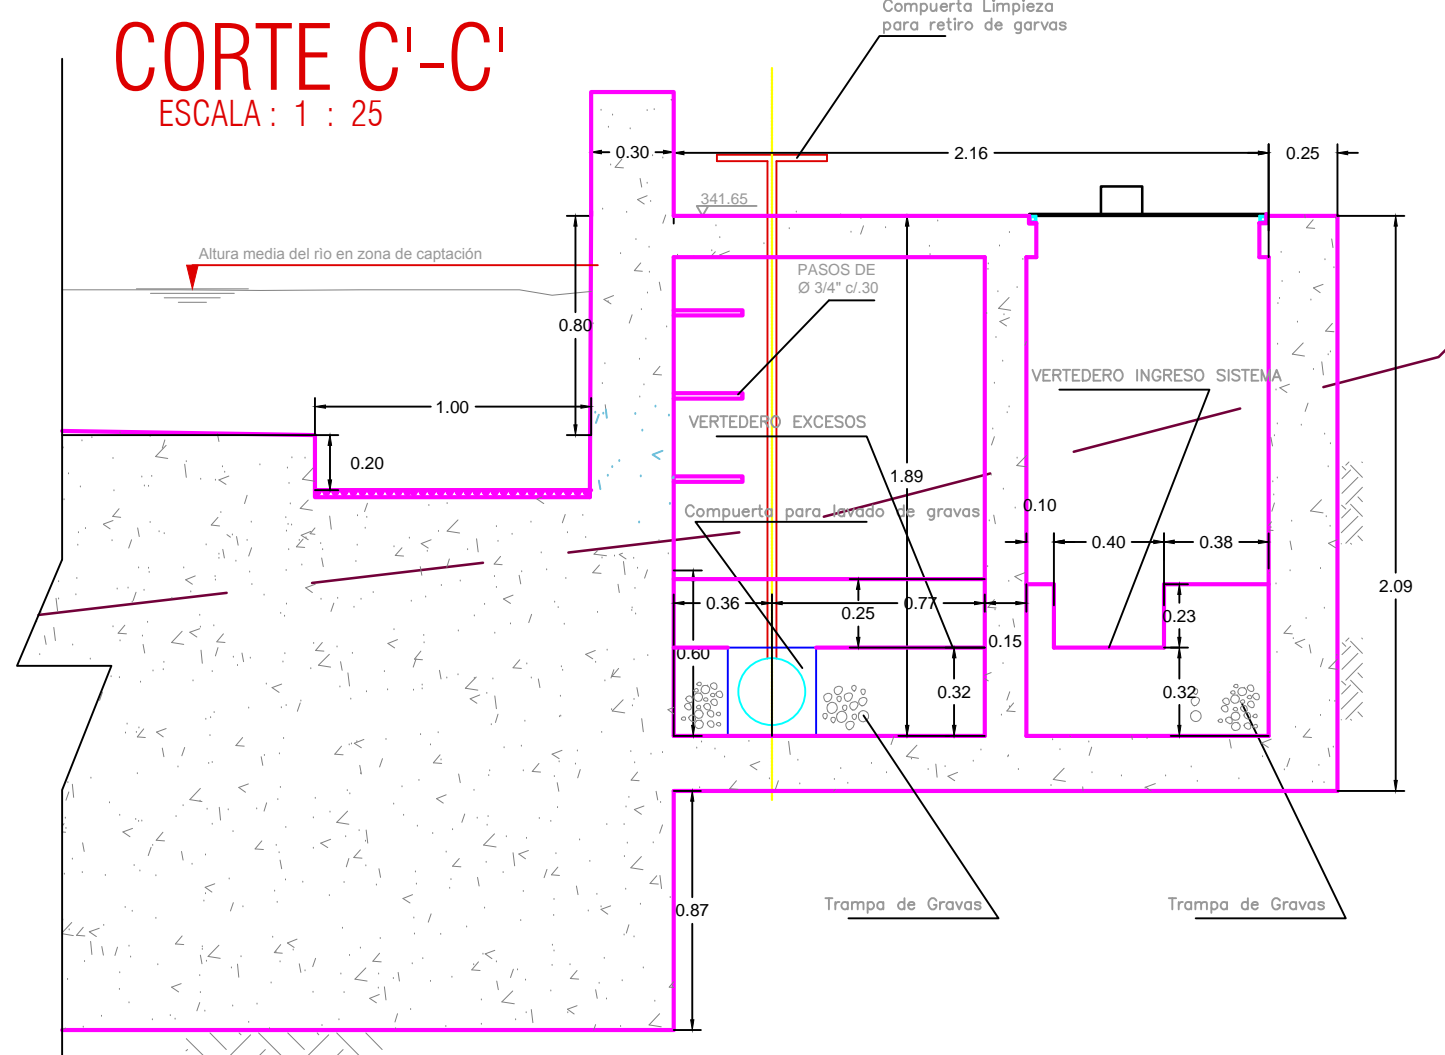 Compuerta Limpieza
para retiro de garvas
CORTE C'-C'
ESCALA : 1 : 25
0.30
2.16
0.25
341.65
Altura media del rio en zona de captación
PASOS DE
Ø 3/4" c/.30
0.80
VERTEDERO INGRESO SISTEMA
1.00
VERTEDERO EXCESOS
0.20
1.89
0.10
Compuerta para lavado de gravas
0.40
0.38
2.09
0.36
0.77
0.25
0.23
0.15
0.60
0.32
0.32
Trampa de Gravas
Trampa de Gravas
0.87